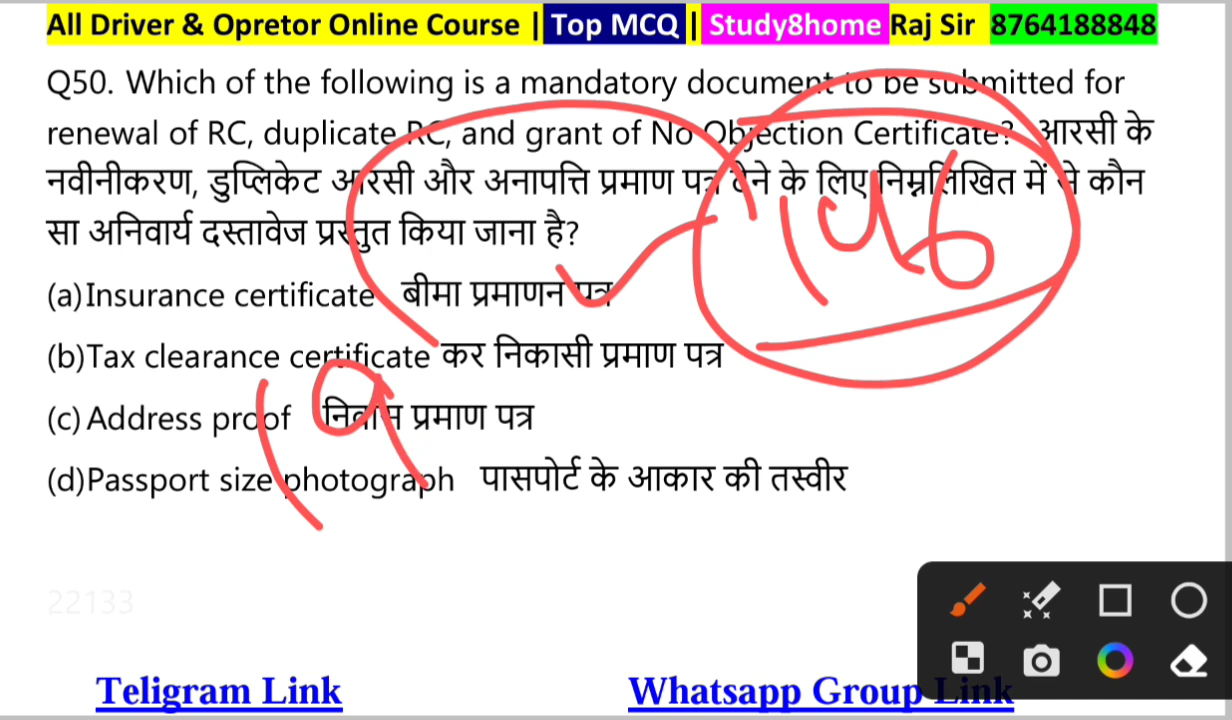 All Driver & Opretor Online Course | Top MCQ | Study8home Raj Sir 8764188848
Q50. Which of the following is a mandatory document to be submitted for
renewal of RC, duplicate RC, and grant of No Objection Certificate? आरसी के
नवीनीकरण, डुप्लिकेट आरसी और अनापत्ति प्रमाण पत्र देने के लिए निम्नलिखित में से कौन
सा अनिवार्य दस्तावेज प्रस्तुत किया जाना है?
(a) Insurance certificate बीमा प्रमाणन पत्र
(b) Tax clearance certificate कर निकासी प्रमाण पत्र
(c) Address proof निवास प्रमाण पत्र
(d) Passport size photograph पासपोर्ट के आकार की तस्वीर
22133
Teligram Link Whatsapp Group Link